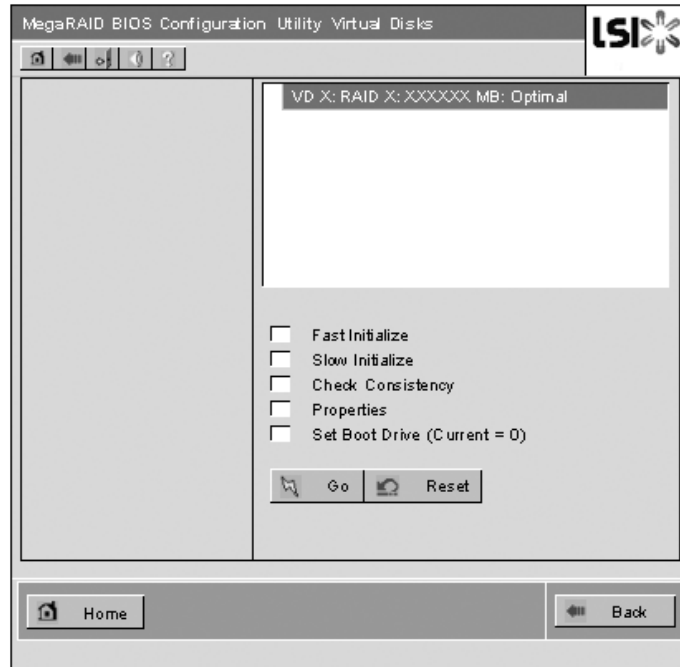 MegaRAID BIOS Configuration Utility Virtual Disks
LSI
VD X: RAID X: XXXXXX MB: Optimal
Fast Initialize
Slow Initialize
Check Consistency
Properties
Set Boot Drive (Current = 0)
Go Reset
Home Back